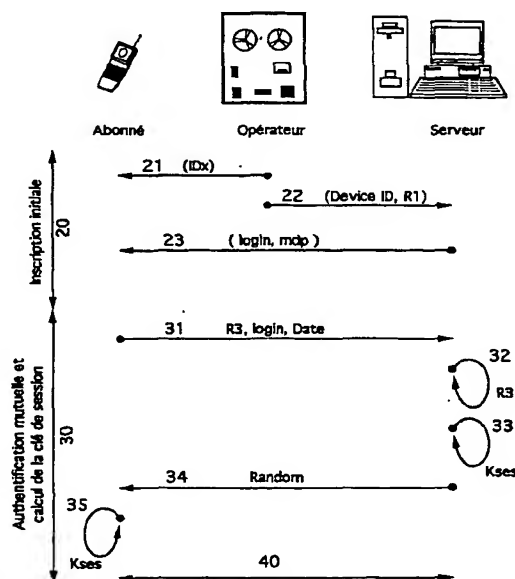 Abonné Opérateur Serveur
21 (IDx)
22 (Device ID, R1)
23 ( login, mdp )
Inscription initiale
20
31 R3, login, Date
32
R3
33
Kses
34 Random
35
Kses
Authentification mutuelle et
calcul de la clé de session
30
40